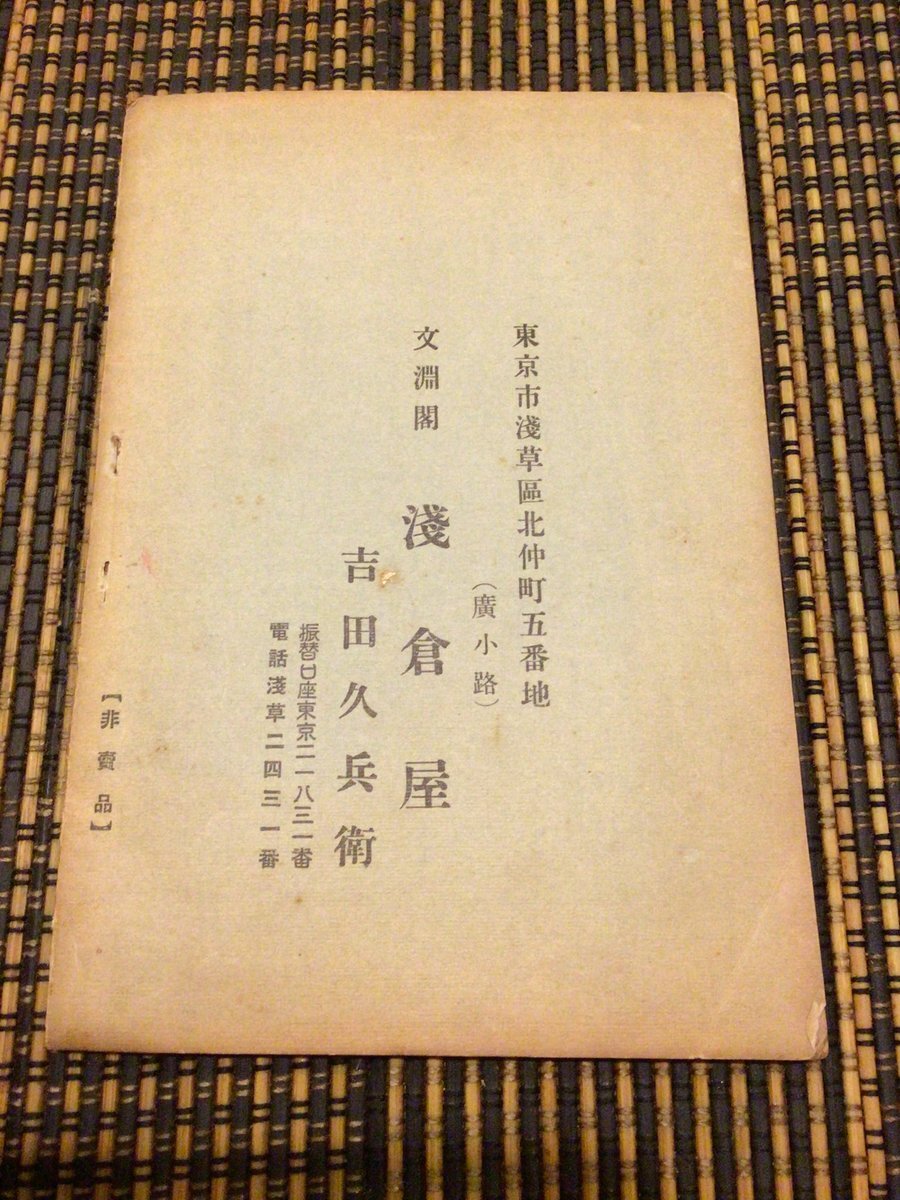 東京市淺草區北仲町五番地
（廣小路）
文淵閣 淺倉屋
吉田久兵衛
振替口座東京二一八三一番
電話淺草二四三一番
【非賣品】